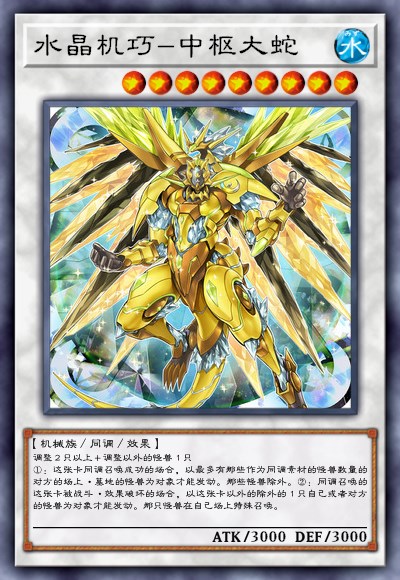 水晶机巧-中枢大蛇
みず
水
【机械族／同调／效果】
调整２只以上＋调整以外的怪兽１只
①：这张卡同调召唤成功的场合，以最多有那些作为同调素材的怪兽数量的
对方的场上·墓地的怪兽为对象才能发动。那些怪兽除外。②：同调召唤的
这张卡被战斗·效果破坏的场合，以这张卡以外的除外的１只自己或者对方
的怪兽为对象才能发动。那只怪兽在自己场上特殊召唤。
ATK/3000 DEF/3000